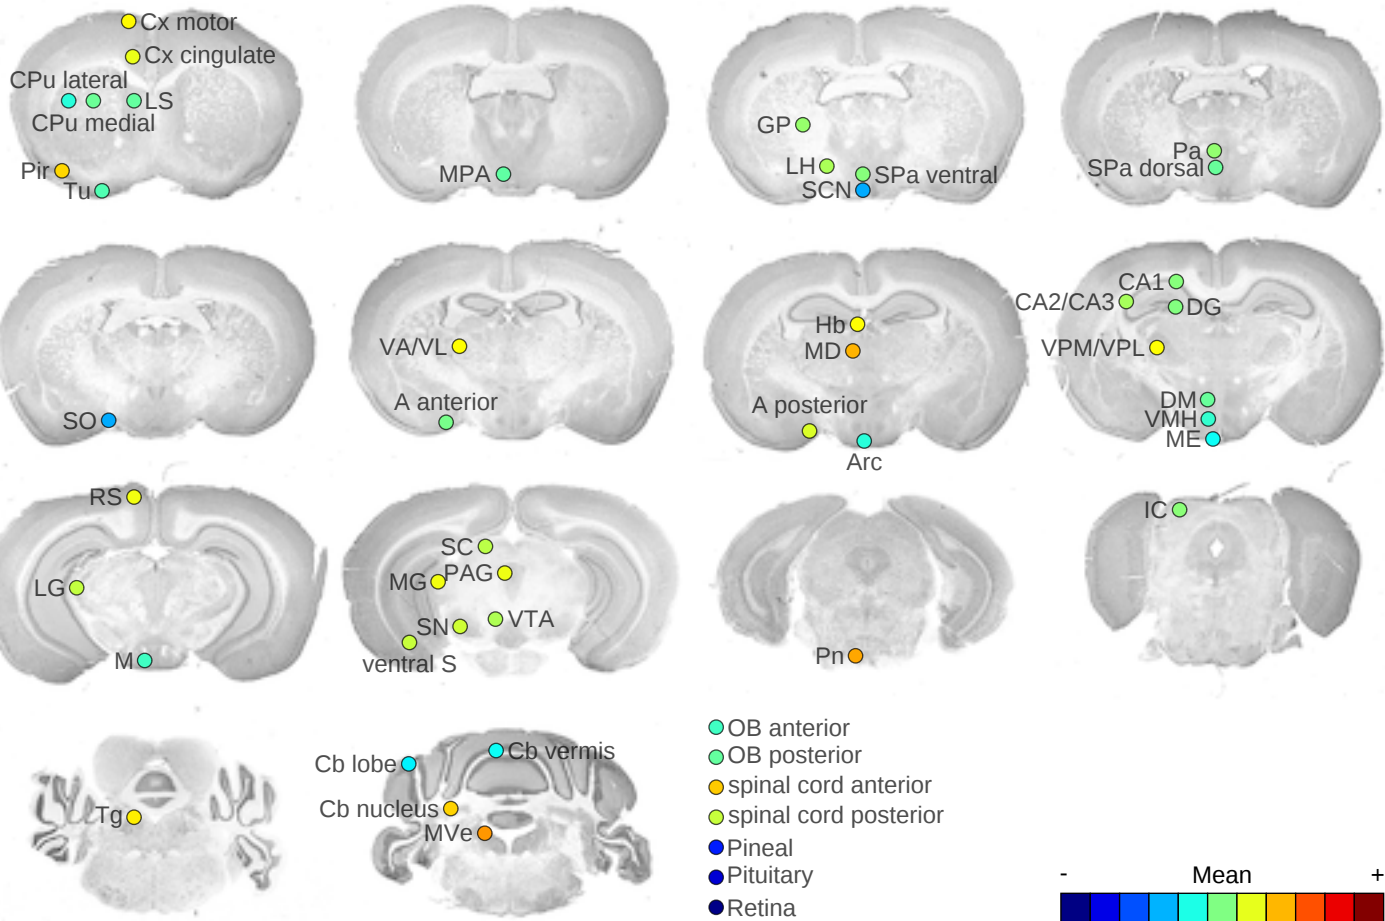 Cx motor
Cx cingulate
CPu lateral
LS
CPu medial
Pir
Tu
MPA
GP
LH
SPa ventral
SCN
Pa
SPa dorsal
SO
VA/VL
A anterior
Hb
MD
A posterior
Arc
CA1
CA2/CA3
DG
VPM/VPL
DM
VMH
ME
RS
LG
M
SC
MG
PAG
SN
VTA
ventral S
Pn
IC
Tg
Cb lobe
Cb vermis
Cb nucleus
MVe
OB anterior
OB posterior
spinal cord anterior
spinal cord posterior
Pineal
Pituitary
Retina
- Mean +